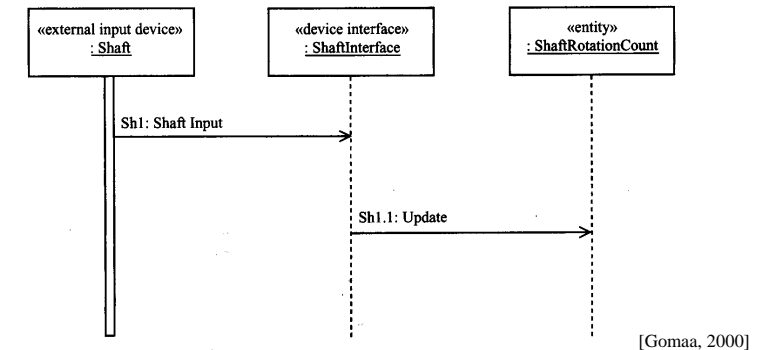 «external input device»
: Shaft
«device interface»
: ShaftInterface
«entity»
: ShaftRotationCount
Sh1: Shaft Input
Sh1.1: Update
[Gomaa, 2000]